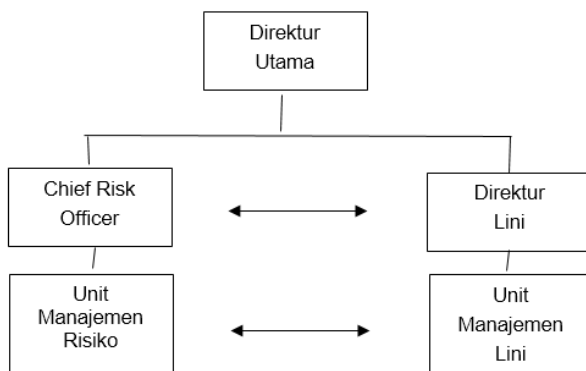 Direktur
Utama
Chief Risk
Officer
Direktur
Lini
Unit
Manajemen
Risiko
Unit
Manajemen
Lini